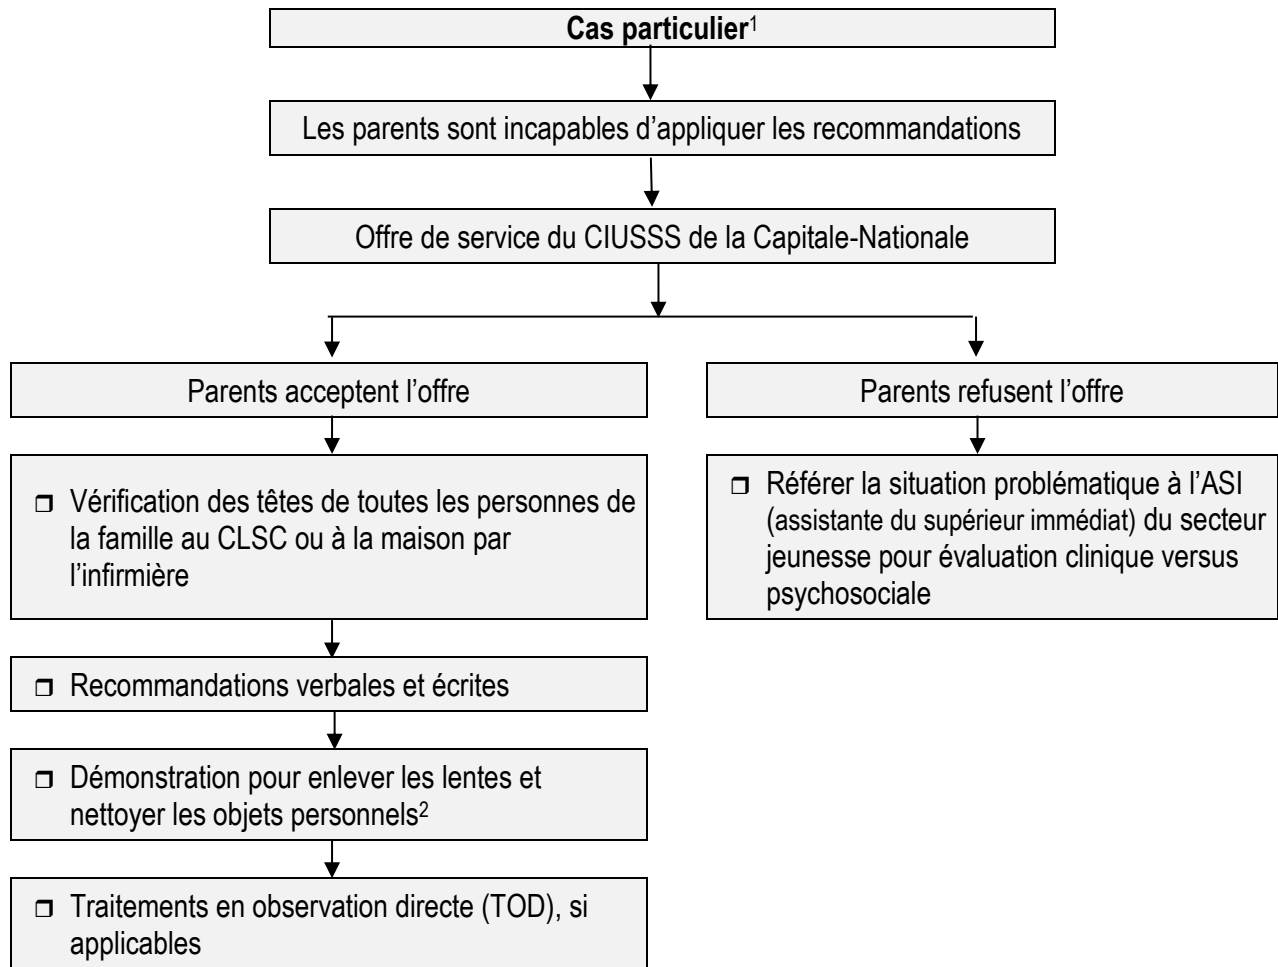 Cas particulier1
Les parents sont incapables d’appliquer les recommandations
Offre de service du CIUSSS de la Capitale-Nationale
Parents acceptent l’offre
Parents refusent l’offre
❒ Vérification des têtes de toutes les personnes de
la famille au CLSC ou à la maison par
l’infirmière
❒ Référer la situation problématique à l’ASI
(assistante du supérieur immédiat) du secteur
jeunesse pour évaluation clinique versus
psychosociale
❒ Recommandations verbales et écrites
❒ Démonstration pour enlever les lentes et
nettoyer les objets personnels2
❒ Traitements en observation directe (TOD), si
applicables